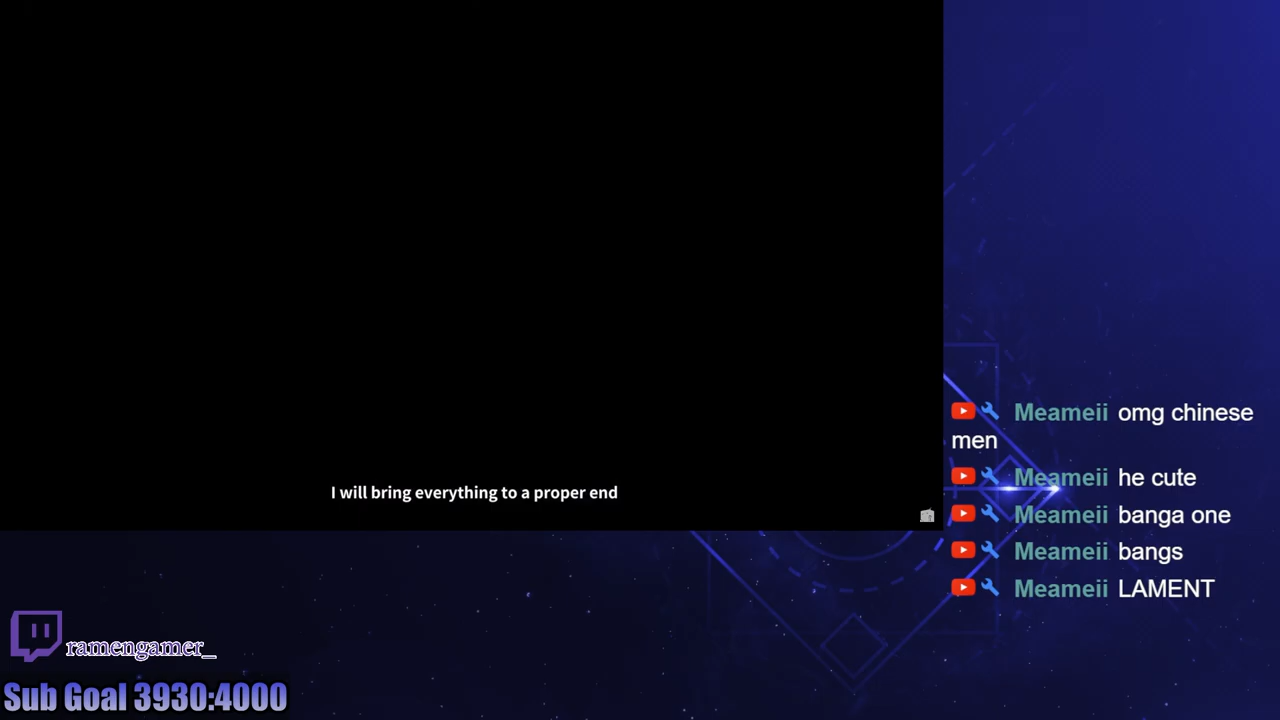 I will bring everything to a proper end
Meameii omg chinese
men
Meameii he cute
Meameii banga one
Meameii bangs
Meameii LAMENT
ramengamer_
Sub Goal 3930:4000